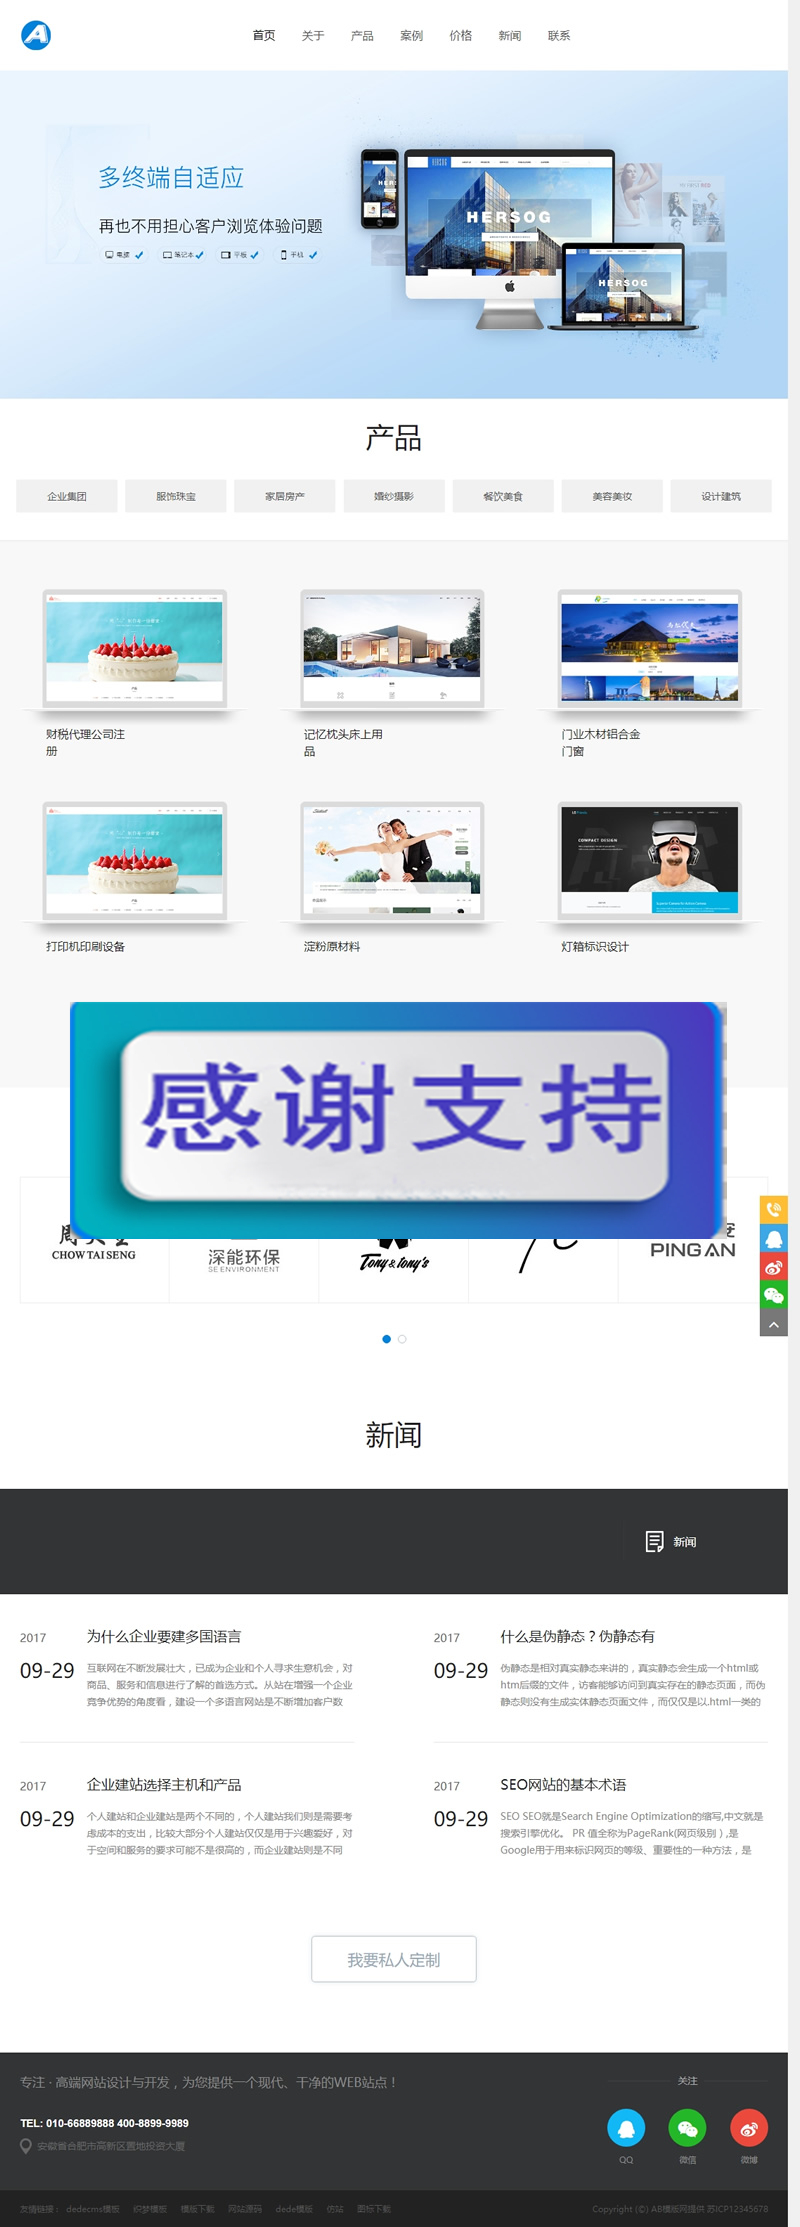 首页 关于 产品 案例 价格 新闻 联系
多终端自适应
再也不用担心客户浏览体验问题
电脑 笔记本 平板 手机
HERSOG
HERSOG
产品
企业集团 服饰珠宝 家居房产 婚纱摄影 餐饮美食 美容美妆 设计建筑
财税代理公司注
册
记忆枕头床上用
品
门业木材铝合金
门窗
COMPACT DESIGN
打印机印刷设备
淀粉原材料
灯箱标识设计
感谢支持
CHOW TAI SENG
深能环保
SE ENVIRONMENT
Tony & Tony's
PING AN
新闻
新闻
2017
09-29
为什么企业要建多国语言
互联网在不断发展壮大，已成为企业和个人寻求生意机会，对
商品、服务和信息进行了解的首选方式。从站在增强一个企业
竞争优势的角度看，建设一个多语言网站是不断增加客户数
2017
09-29
什么是伪静态？伪静态有
伪静态是相对真实静态来讲的，真实静态会生成一个html或
htm后缀的文件，访客能够访问到真实存在的静态页面，而伪
静态则没有生成实体静态页面文件，而仅仅是以.html一类的
2017
09-29
企业建站选择主机和产品
个人建站和企业建站是两个不同的，个人建站我们则是需要考
虑成本的支出，比较大部分个人建站仅仅是用于兴趣爱好，对
于空间和服务的要求可能不是很高的，而企业建站则是不同
2017
09-29
SEO网站的基本术语
SEO SEO就是Search Engine Optimization的缩写,中文就是
搜索引擎优化。 PR 值全称为PageRank(网页级别）,是
Google用于用来标识网页的等级、重要性的一种方法，是
我要私人定制
专注 · 高端网站设计与开发，为您提供一个现代、干净的WEB站点！
关注
TEL: 010-66889888 400-8899-9989
安徽省合肥市高新区置地投资大厦
QQ 微信 微博
友情链接： dedecms模板 织梦模板 模板下载 网站源码 dede模板 仿站 图标下载
Copyright (©) AB模版网提供 苏ICP12345678